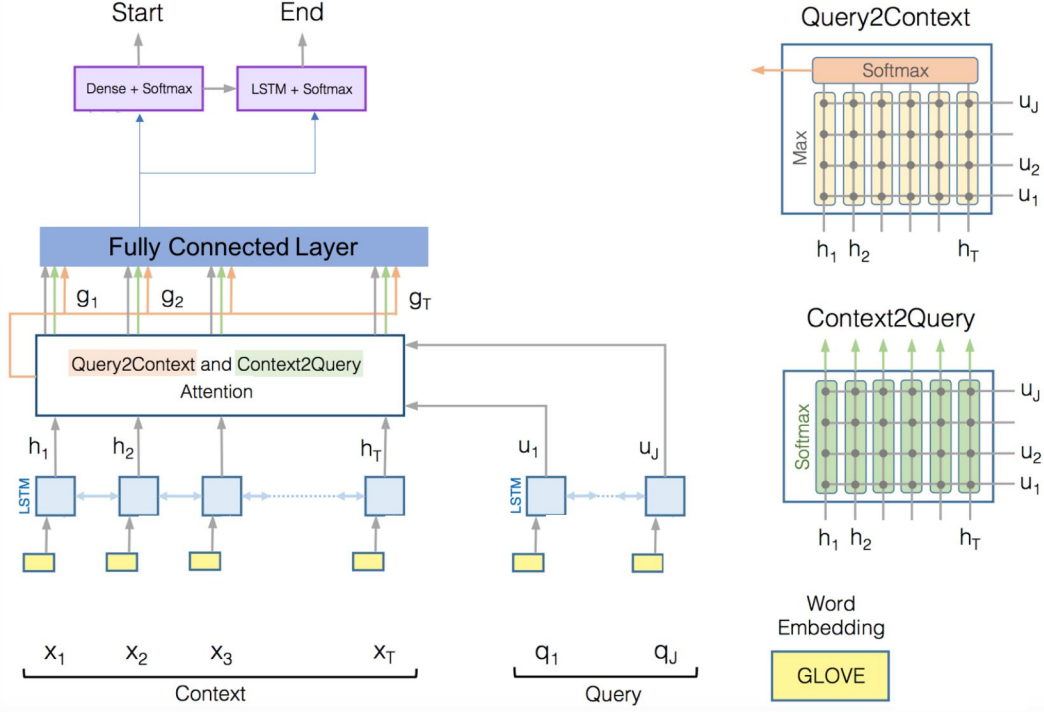 Start
End
Dense + Softmax
LSTM + Softmax
Fully Connected Layer
g1
g2
gT
Query2Context and Context2Query
Attention
h1
h2
hT
u1
uJ
LSTM
LSTM
x1
x2
x3
xT
q1
qJ
Context
Query
Query2Context
Softmax
Max
uJ
u2
u1
h1
h2
hT
Context2Query
Softmax
uJ
u2
u1
h1
h2
hT
Word
Embedding
GLOVE